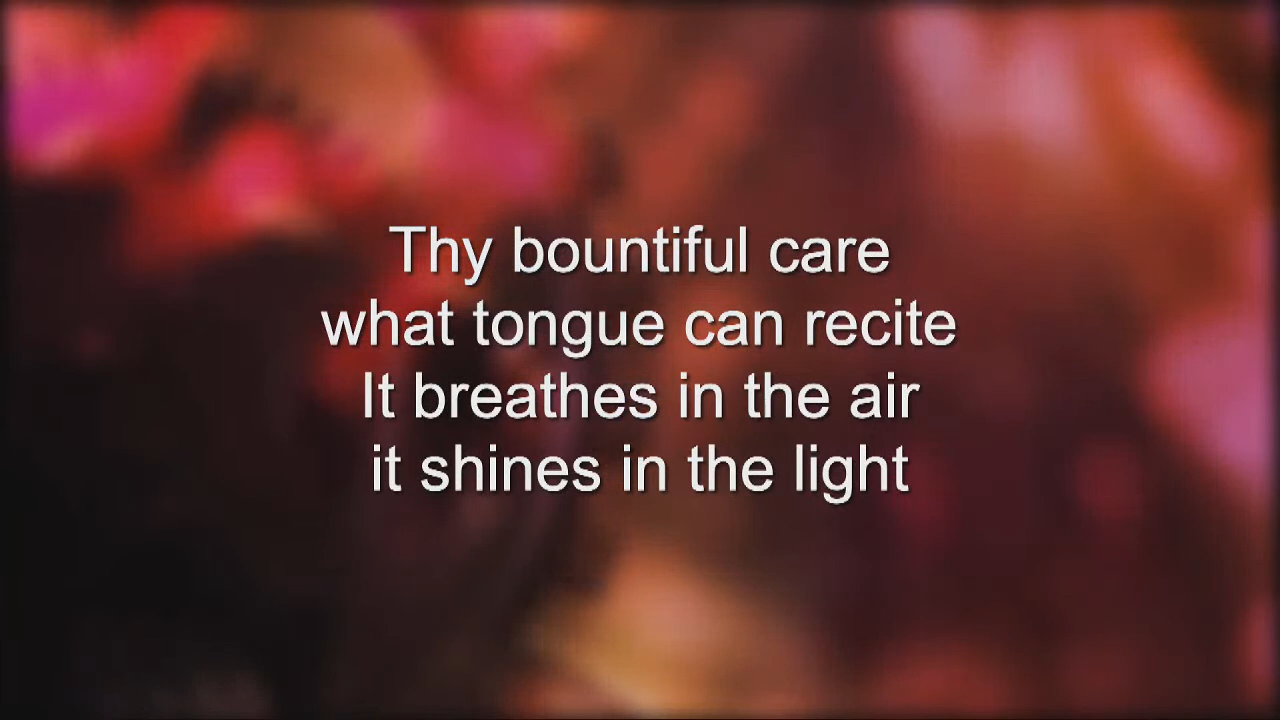 Thy bountiful care
what tongue can recite
It breathes in the air
it shines in the light